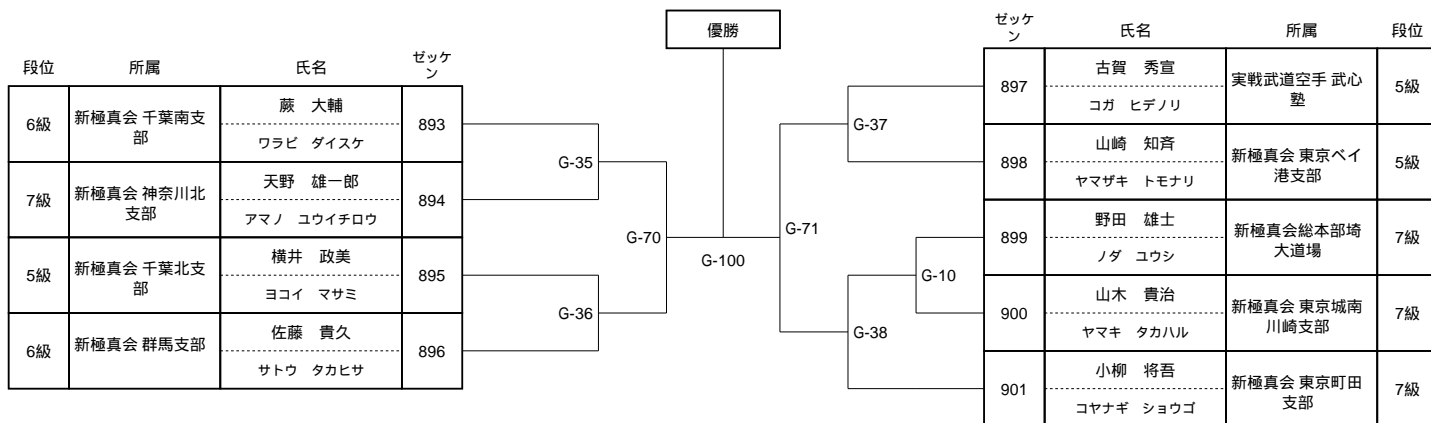 優勝
段位 所属 氏名 ゼッケ
ン
6級 新極真会 千葉南支
部 蕨 大輔
ワラビ ダイスケ 893
7級 新極真会 神奈川北
支部 天野 雄一郎
アマノ ユウイチロウ 894
5級 新極真会 千葉北支
部 横井 政美
ヨコイ マサミ 895
6級 新極真会 群馬支部 佐藤 貴久
サトウ タカヒサ 896
G-35
G-36
G-70
G-100
G-71
G-37
G-10
G-38
ゼッケ
ン 氏名 所属 段位
897 古賀 秀宣
コガ ヒデノリ 実戦武道空手 武心
塾 5級
898 山崎 知斉
ヤマザキ トモナリ 新極真会 東京ベイ
港支部 5級
899 野田 雄士
ノダ ユウシ 新極真会総本部埼
大道場 7級
900 山木 貴治
ヤマキ タカハル 新極真会 東京城南
川崎支部 7級
901 小柳 将吾
コヤナギ ショウゴ 新極真会 東京町田
支部 7級